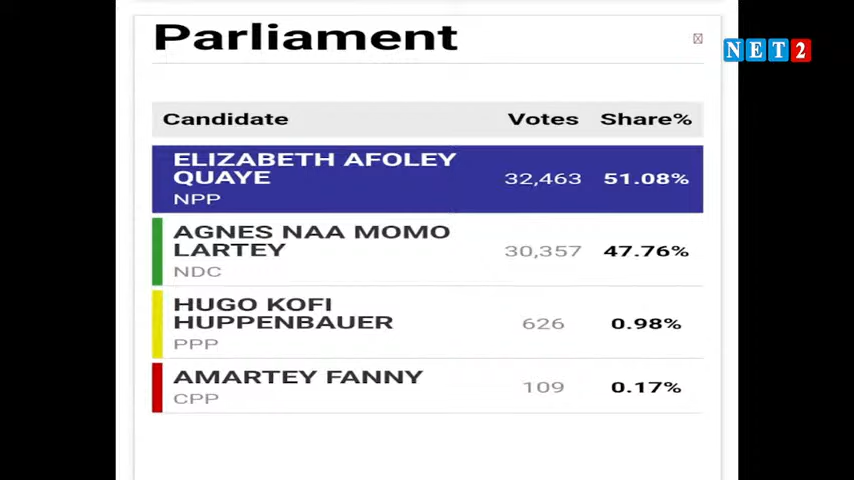 Parliament
NET2
Candidate Votes Share%
ELIZABETH AFOLEY
QUAYE
32,463 51.08%
NPP
AGNES NAA MOMO
LARTEY
30,357 47.76%
NDC
HUGO KOFI
HUPPENBAUER
626 0.98%
PPP
AMARTEY FANNY
109 0.17%
CPP